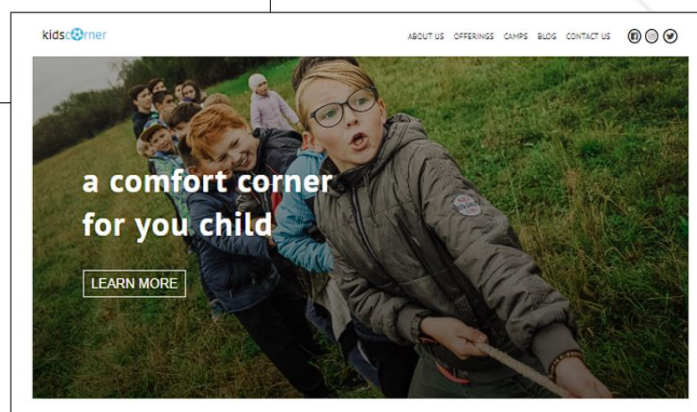 kidscorner
ABOUT US OFFERINGS CAMPS BLOG CONTACT US
a comfort corner
for you child
LEARN MORE